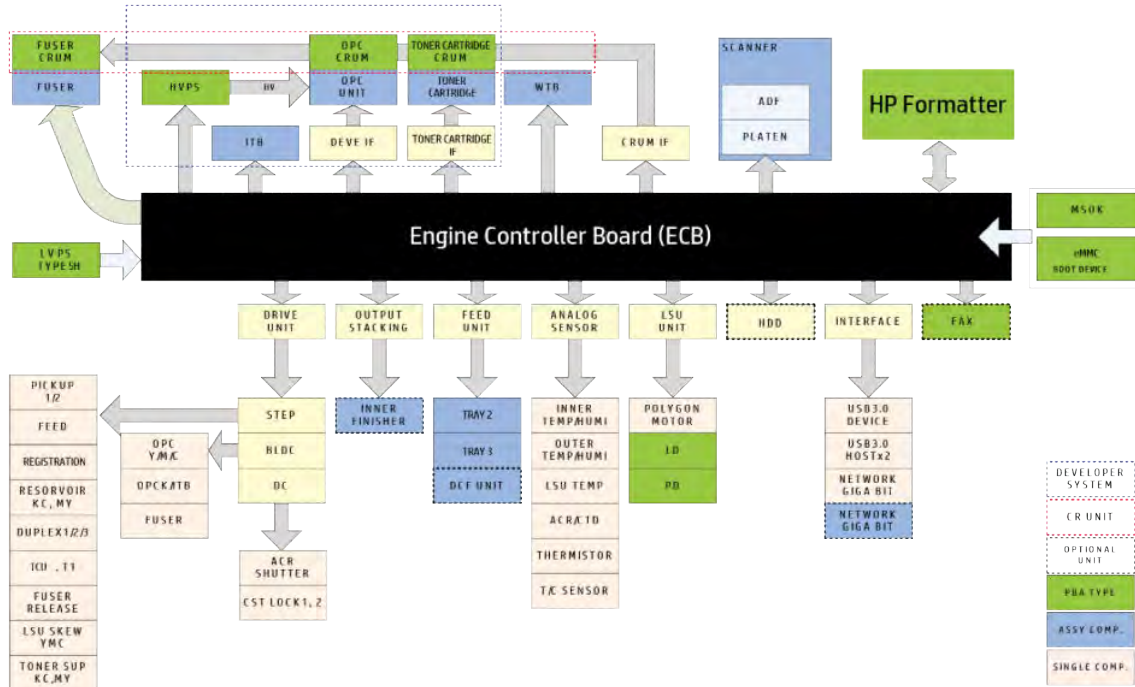 FUSER
CRUM
OPC
CRUM
TONER CARTRIDGE
CRUM
SCANNER
FUSER
HVPS
HV
OPC
UNIT
TONER
CARTRIDGE
WTB
ADF
PLATEN
HP Formatter
ITB
DEVE IF
TONER CARTRIDGE
IF
CRUM IF
Engine Controller Board (ECB)
MSOK
eMMC
BOOT DEVICE
LVPS
TYPE5H
DRIVE
UNIT
OUTPUT
STACKING
FEED
UNIT
ANALOG
SENSOR
LSU
UNIT
HDD
INTERFACE
FAX
PICKUP
1/2
FEED
REGISTRATION
RESORVOIR
KC, MY
DUPLEX1/2/3
TCU , T1
FUSER
RELEASE
LSU SKEW
YMC
TONER SUP
KC,MY
OPC
Y/M/C
OPCK/ITB
FUSER
STEP
BLDC
DC
ACR
SHUTTER
CST LOCK1, 2
INNER
FINISHER
TRAY 2
TRAY 3
DCF UNIT
INNER
TEMP/HUMI
OUTER
TEMP/HUMI
LSU TEMP
ACR/CTD
THERMISTOR
T/C SENSOR
POLYGON
MOTOR
LD
PD
USB3.0
DEVICE
USB3.0
HOSTx2
NETWORK
GIGA BIT
NETWORK
GIGA BIT
DEVELOPER
SYSTEM
CR UNIT
OPTIONAL
UNIT
PBA TYPE
ASSY COMP.
SINGLE COMP.